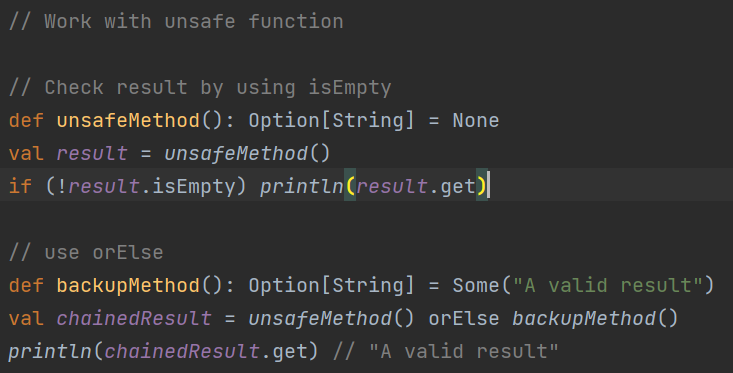 // Work with unsafe function
// Check result by using isEmpty
def unsafeMethod(): Option[String] = None
val result = unsafeMethod()
if (!result.isEmpty) println(result.get)
// use orElse
def backupMethod(): Option[String] = Some("A valid result")
val chainedResult = unsafeMethod() orElse backupMethod()
println(chainedResult.get) // "A valid result"